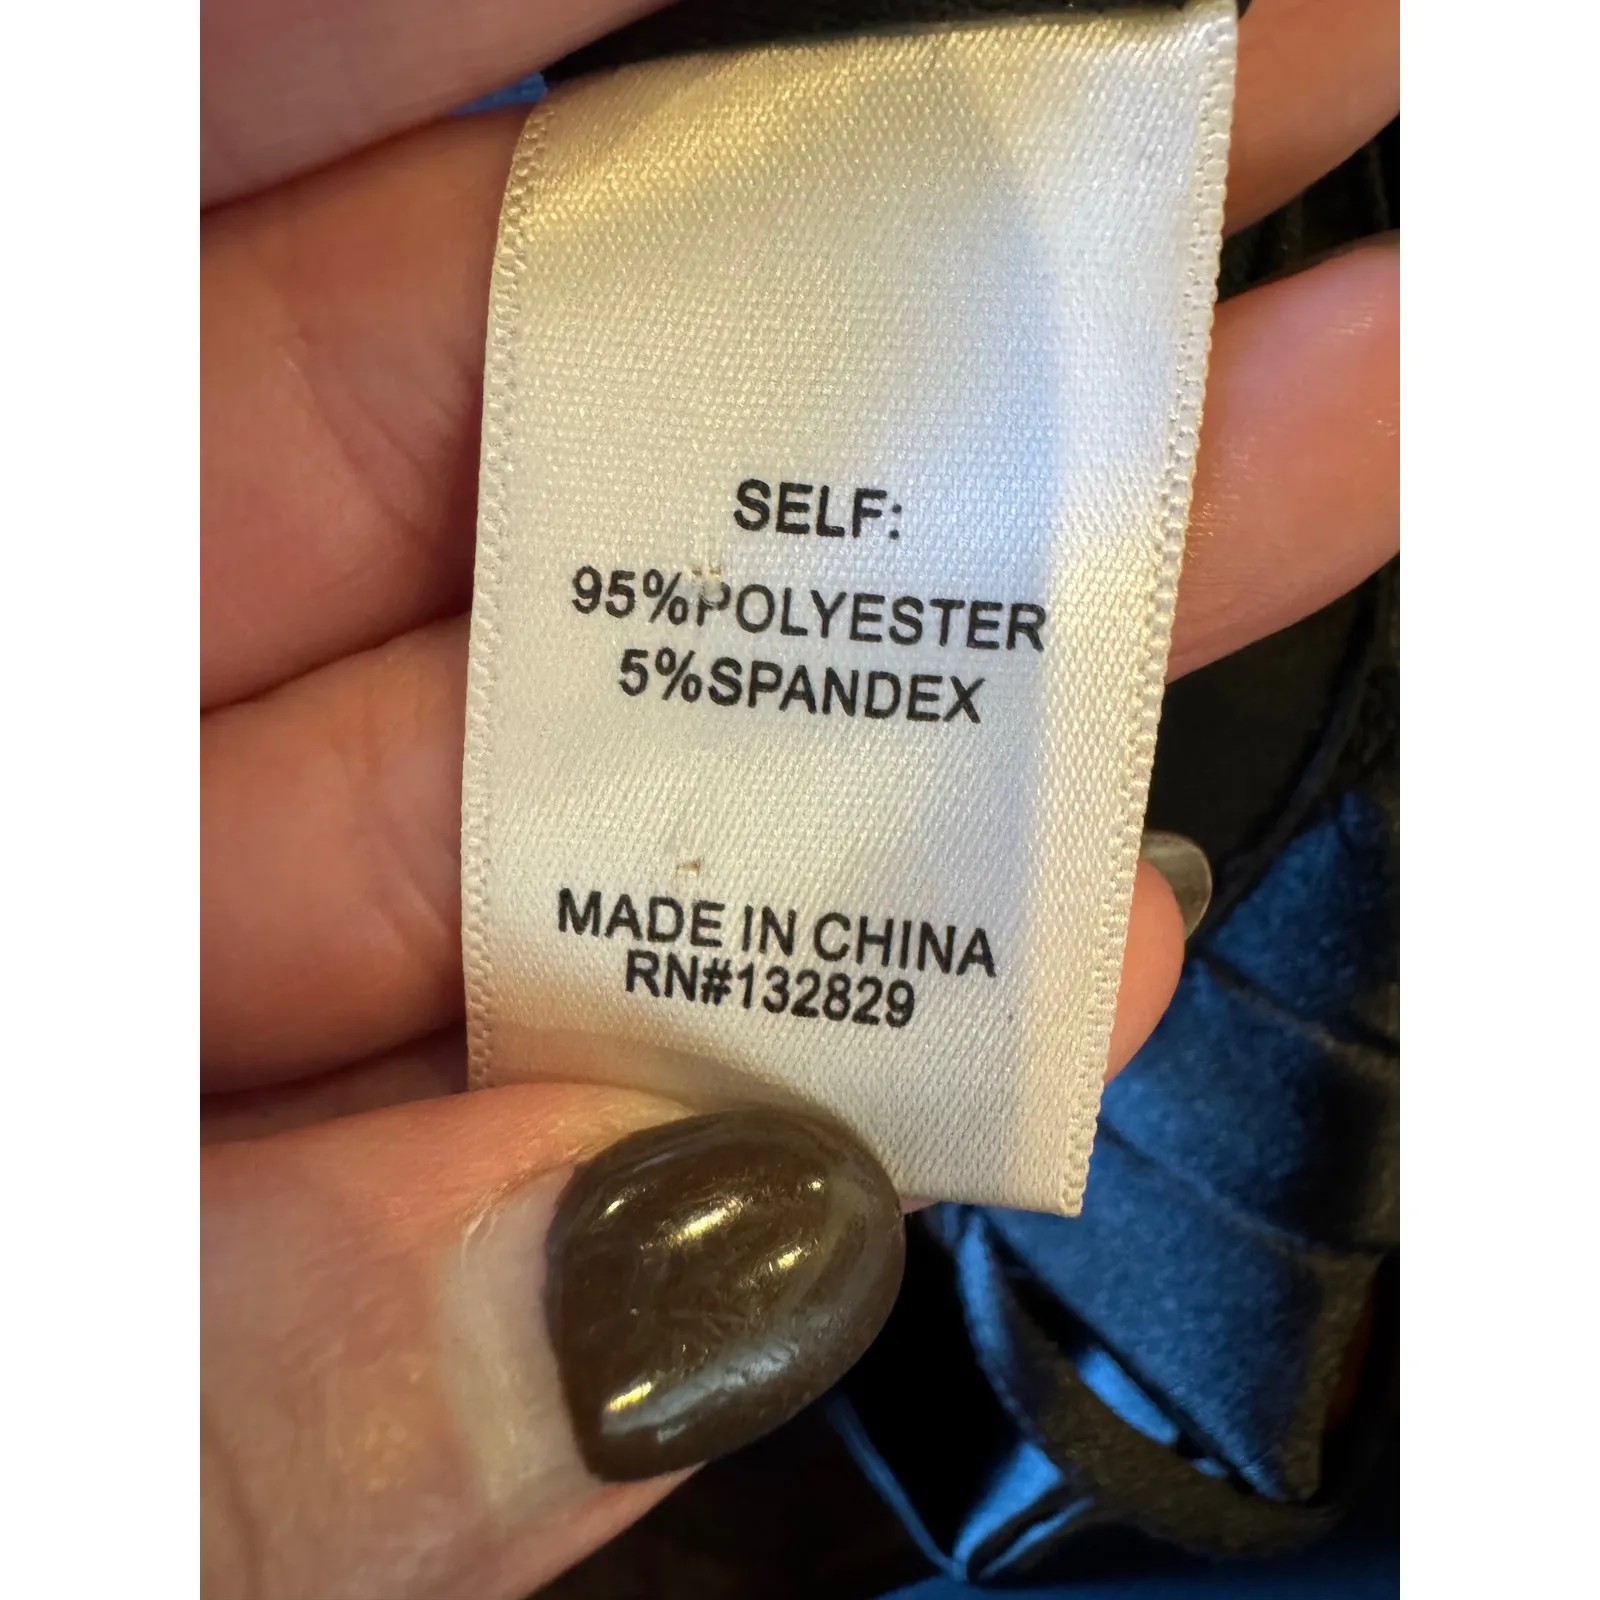 SELF:
95%POLYESTER
5%SPANDEX
MADE IN CHINA
RN#132829